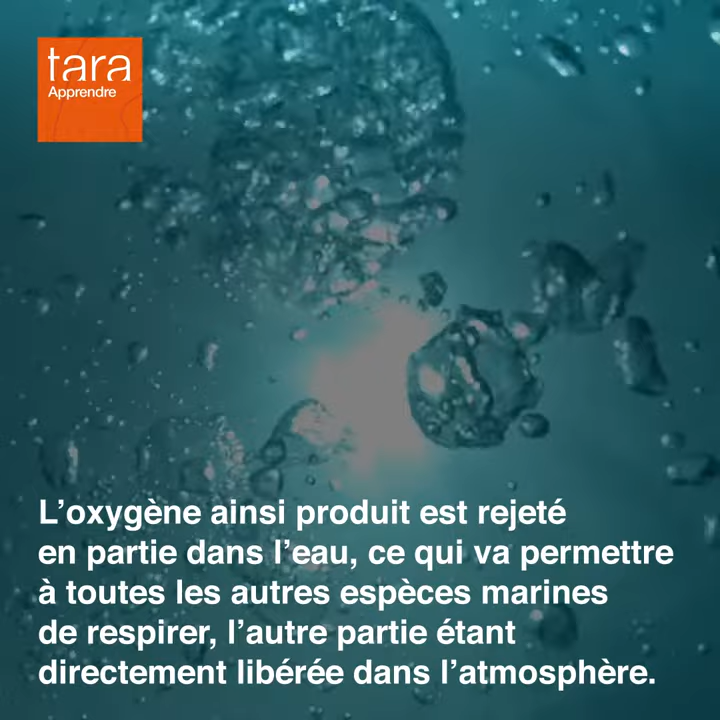 tara
Apprendre
L’oxygène ainsi produit est rejeté
en partie dans l’eau, ce qui va permettre
à toutes les autres espèces marines
de respirer, l’autre partie étant
directement libérée dans l’atmosphère.